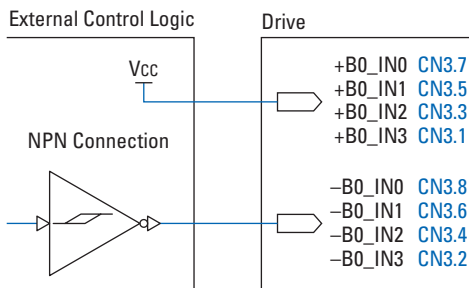 External Control Logic
Drive
Vcc
+B0_IN0 CN3.7
+B0_IN1 CN3.5
+B0_IN2 CN3.3
+B0_IN3 CN3.1
NPN Connection
–B0_IN0 CN3.8
–B0_IN1 CN3.6
–B0_IN2 CN3.4
–B0_IN3 CN3.2